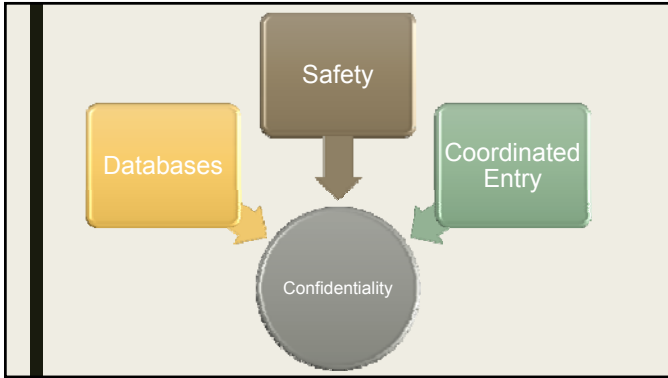 Safety
Databases
Coordinated
Entry
Confidentiality